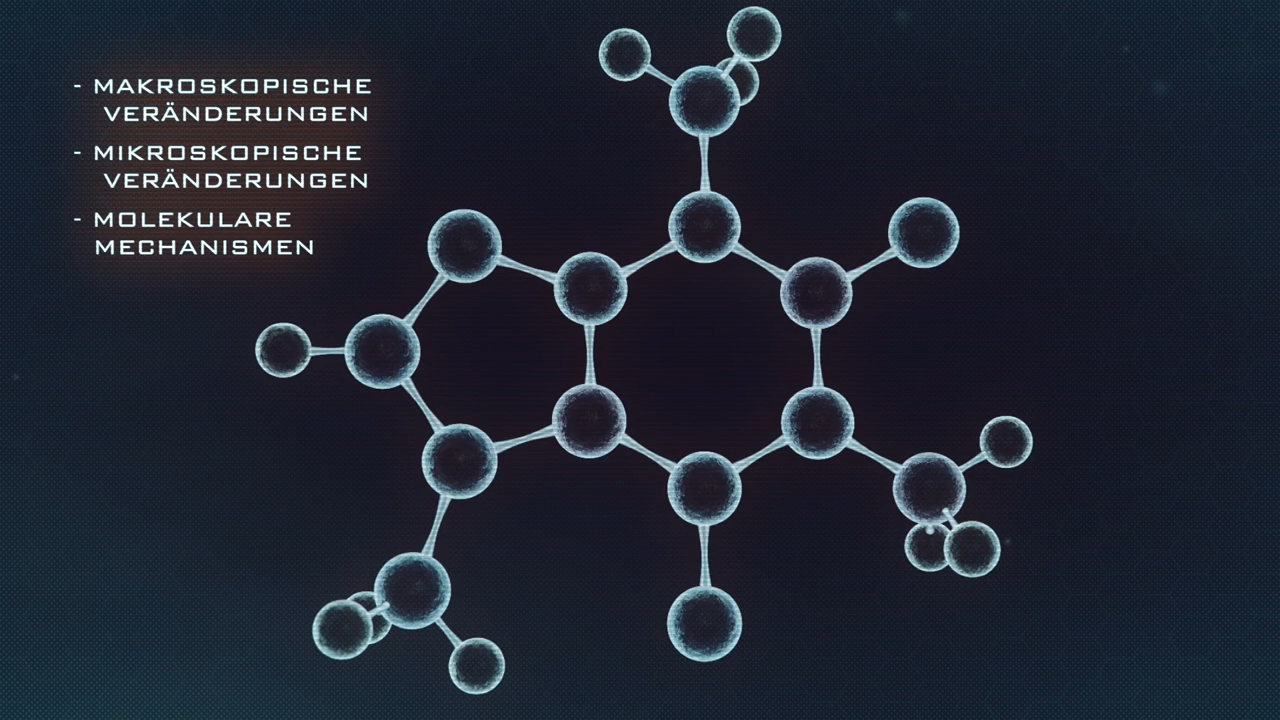 - MAKROSKOPISCHE
VERÄNDERUNGEN
- MIKROSKOPISCHE
VERÄNDERUNGEN
- MOLEKULARE
MECHANISMEN